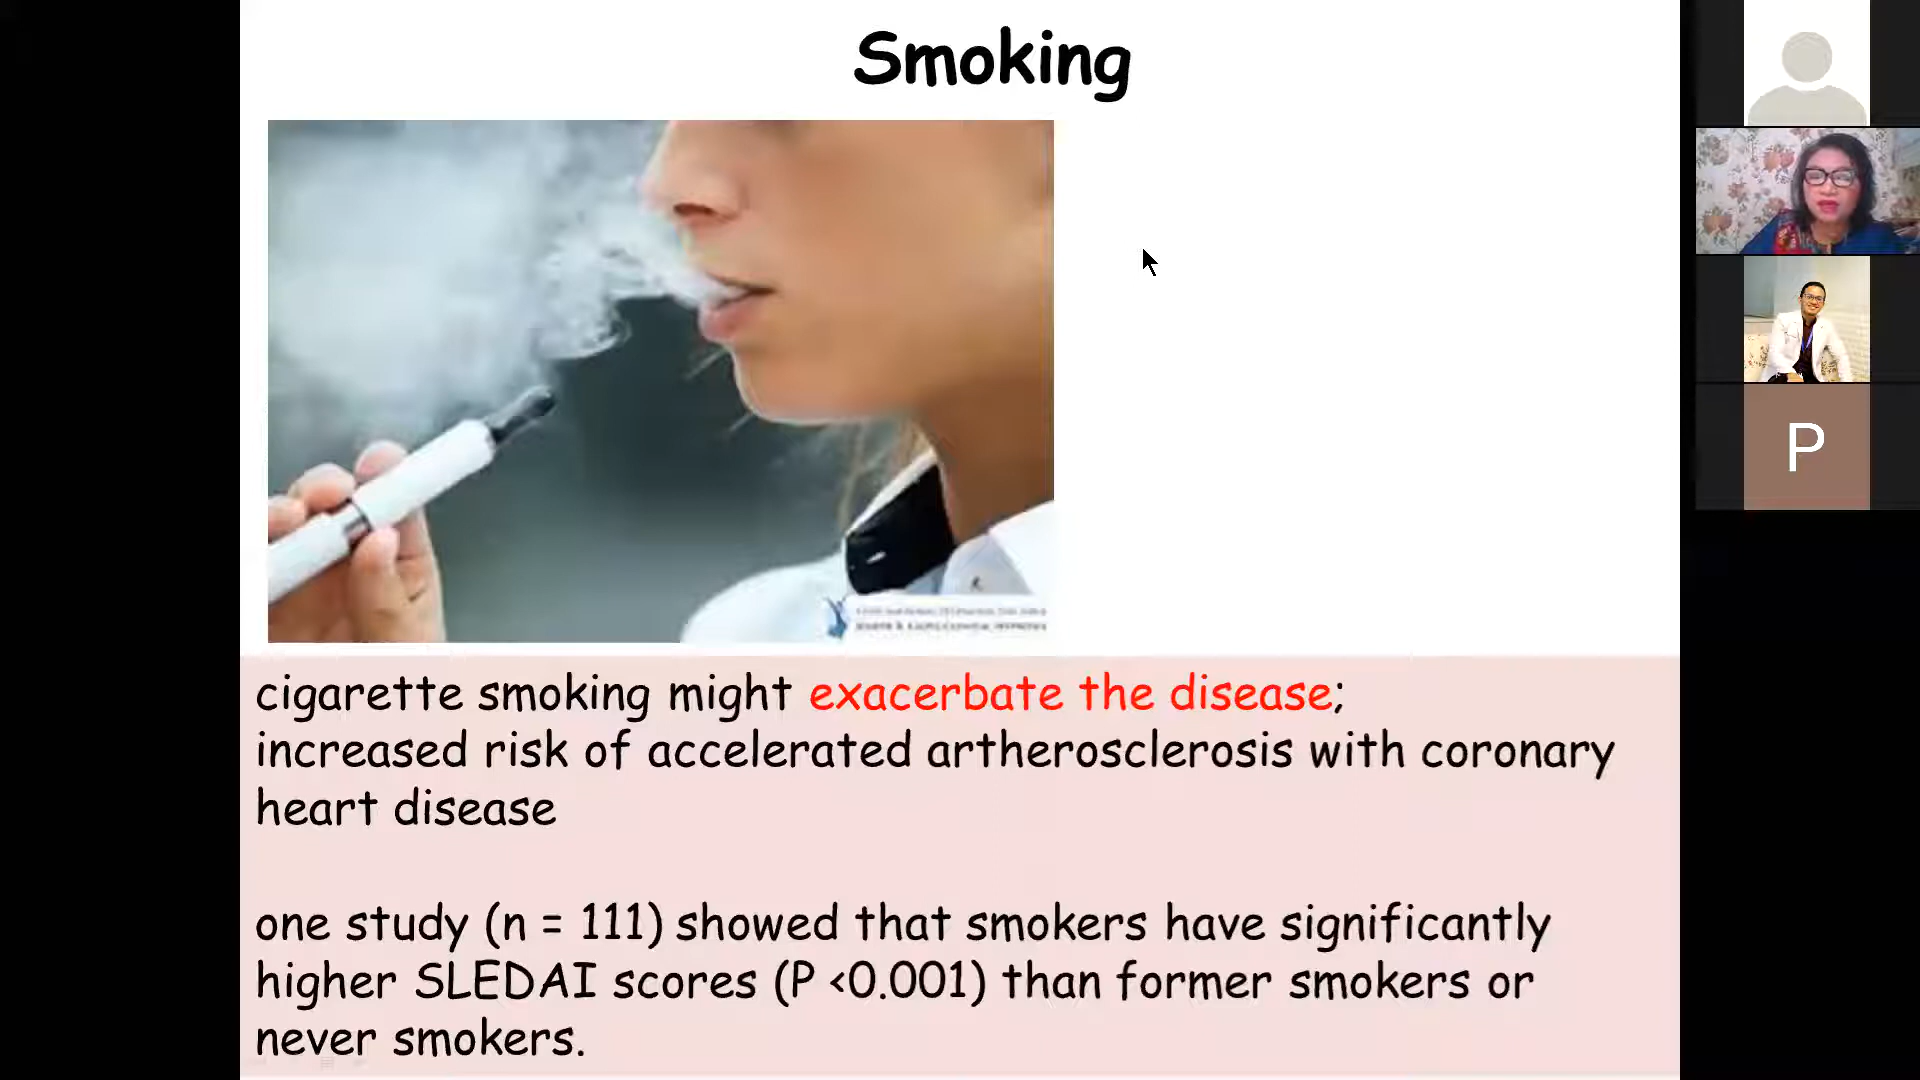 Smoking
cigarette smoking might exacerbate the disease;
increased risk of accelerated artherosclerosis with coronary
heart disease
one study (n = 111) showed that smokers have significantly
higher SLEDAI scores (P <0.001) than former smokers or
never smokers.
P